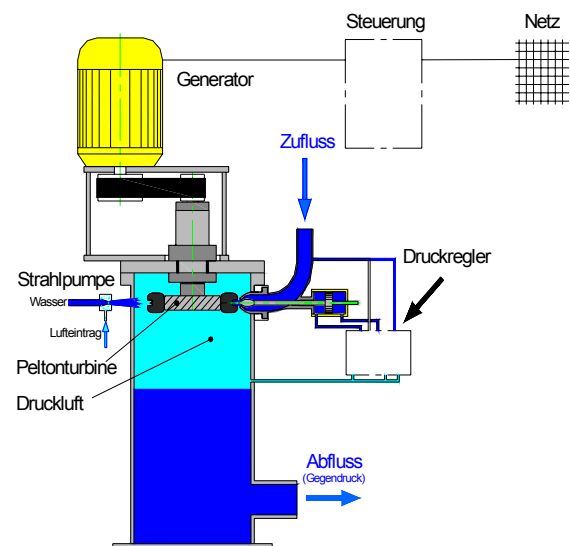 Steuerung
Netz
Generator
Zufluss
Druckregler
Strahlpumpe
Wasser
Lufteintrag
Peltonturbine
Druckluft
Abfluss
(Gegendruck)